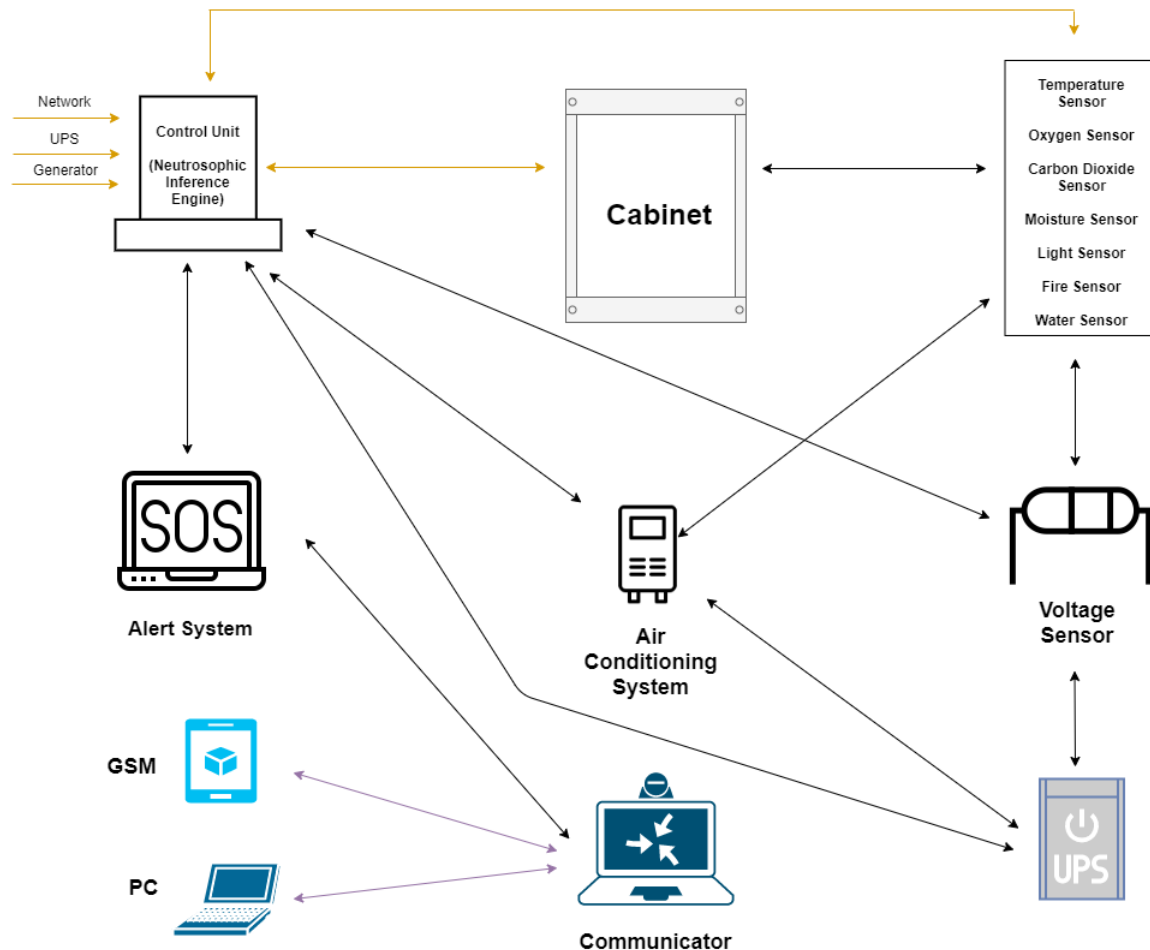 Network
UPS
Generator
Control Unit
(Neutrosophic
Inference
Engine)
Cabinet
Temperature
Sensor
Oxygen Sensor
Carbon Dioxide
Sensor
Moisture Sensor
Light Sensor
Fire Sensor
Water Sensor
SOS
Alert System
Air
Conditioning
System
Voltage
Sensor
GSM
PC
Communicator
UPS